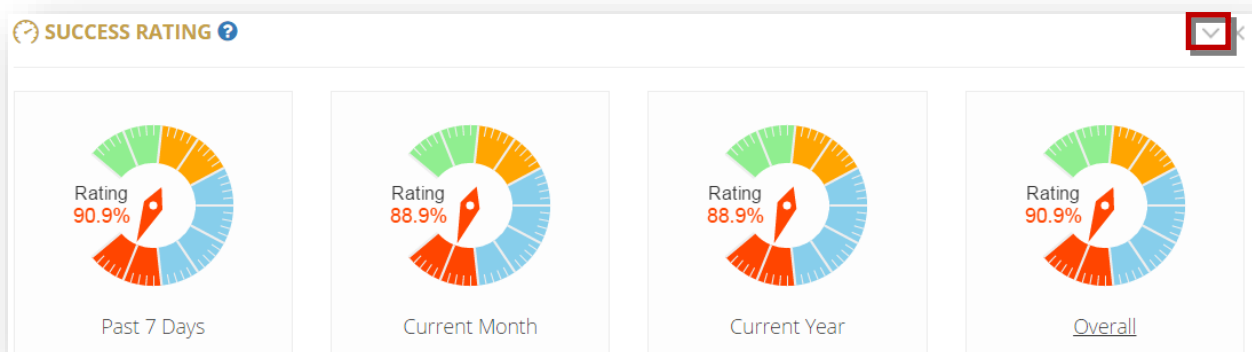 SUCCESS RATING ?
Rating
90.9%
Past 7 Days
Rating
88.9%
Current Month
Rating
88.9%
Current Year
Rating
90.9%
Overall